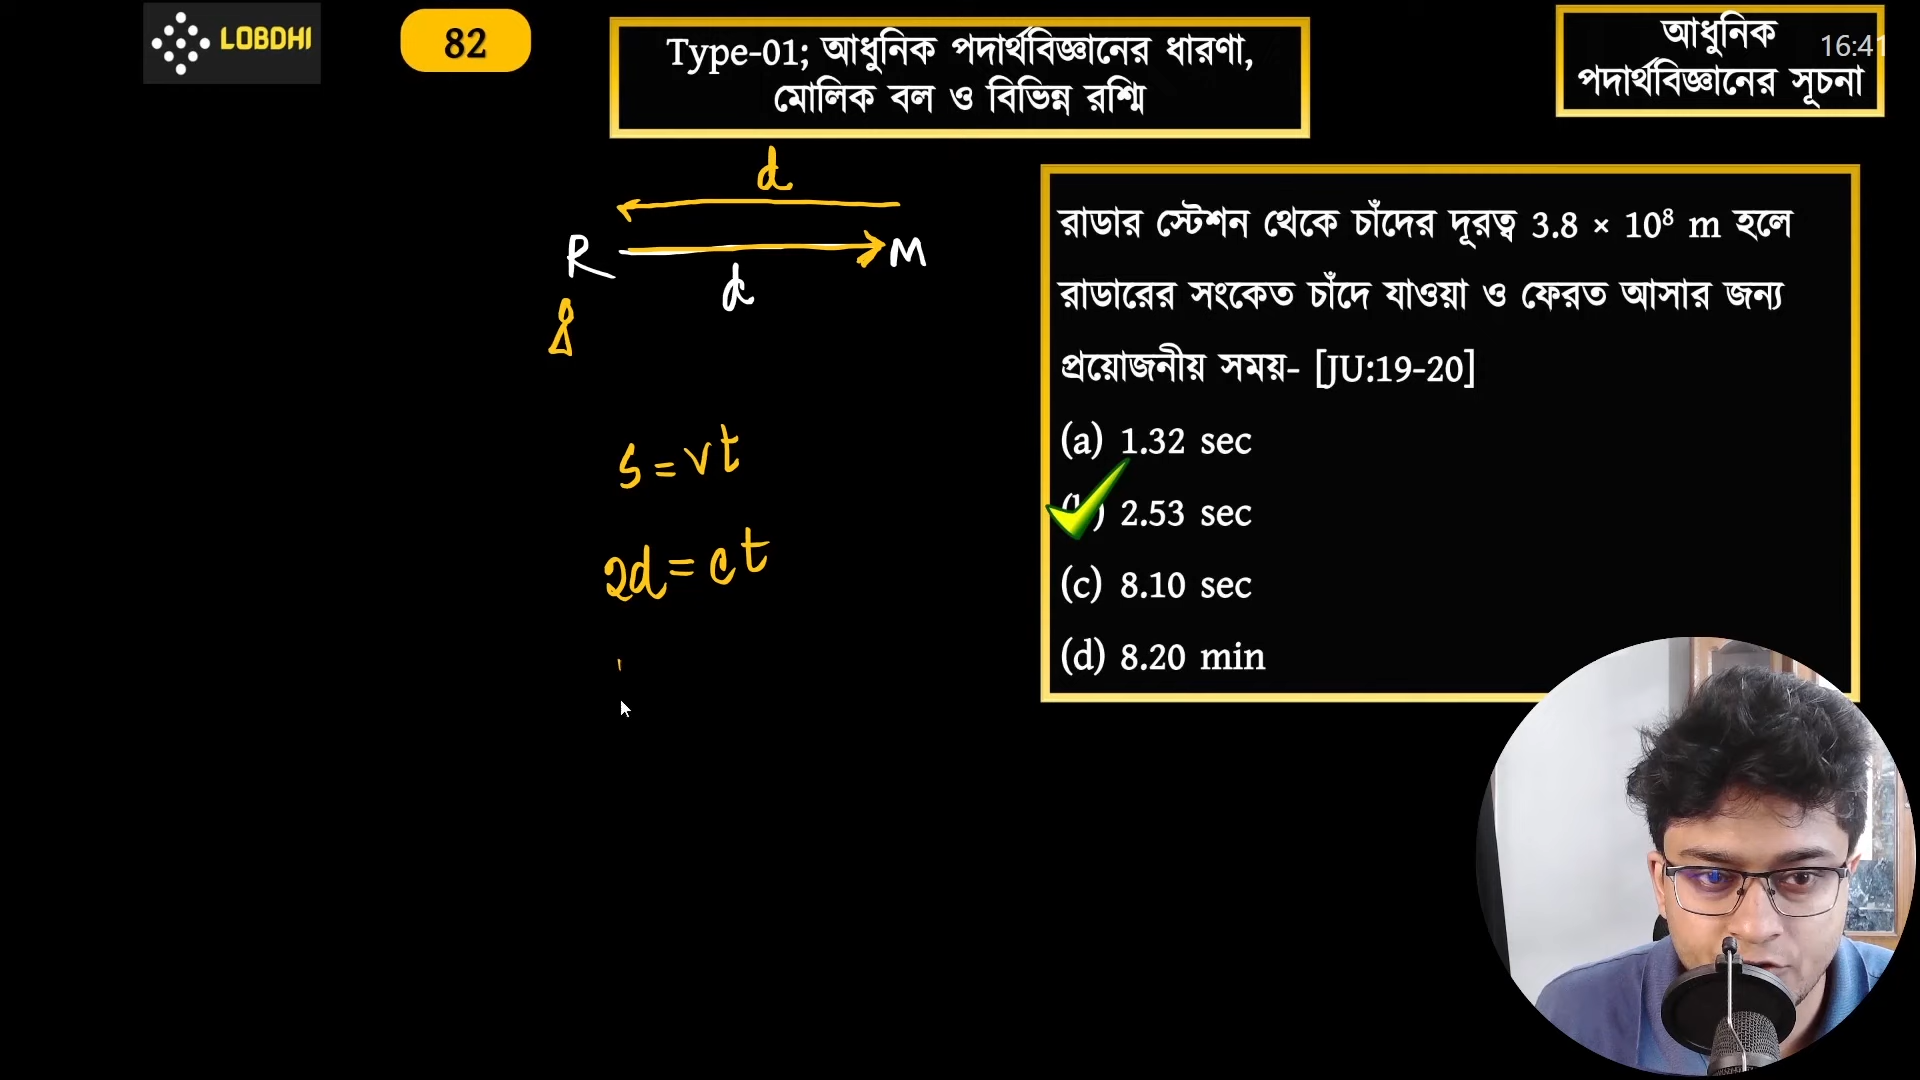 LOBDHI
82
Type-01; আধুনিক পদার্থবিজ্ঞানের ধারণা,
মোলিক বল ও বিভিন্ন রশ্মি
আধুনিক
পদার্থবিজ্ঞানের সূচনা
16:41
d
R
M
d
রাডার স্টেশন থেকে চাঁদের দূরত্ব 3.8 × 10⁸ m হলে
রাডারের সংকেত চাঁদে যাওয়া ও ফেরত আসার জন্য
প্রয়োজনীয় সময়- [JU:19-20]
(a) 1.32 sec
(b) 2.53 sec
(c) 8.10 sec
(d) 8.20 min
s = vt
2d = ct